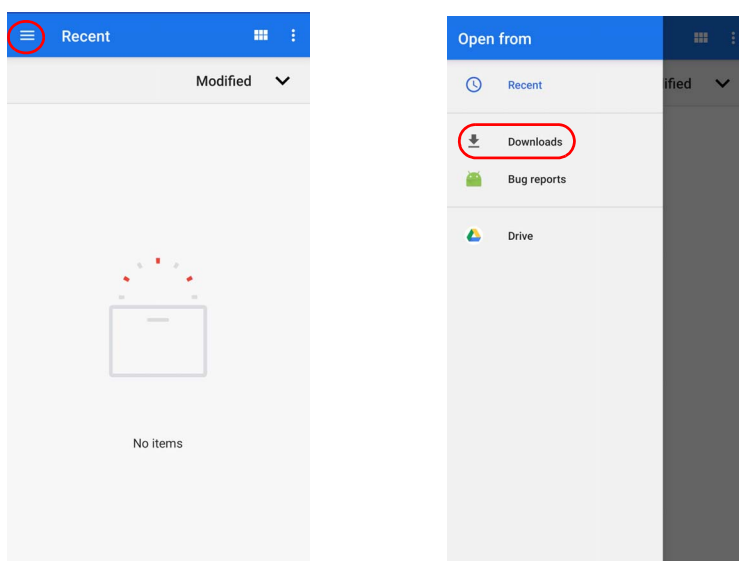 Recent
Modified
No items
Open from
Recent
ified
Downloads
Bug reports
Drive